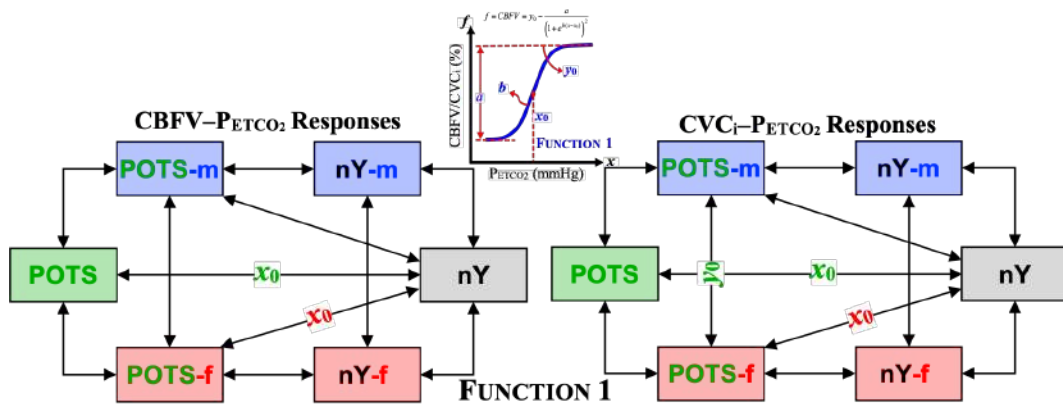 f
f = CBFV = y₀ - a / (1 + e^b(x-x₀))²
CBFV/CVCᵢ (%)
a
b
y₀
x₀
FUNCTION 1
x
PETCO₂ (mmHg)
CBFV–PETCO₂ Responses
POTS-m
nY-m
POTS
x₀
nY
x₀
POTS-f
nY-f
CVCᵢ–PETCO₂ Responses
POTS-m
nY-m
POTS
y₀
x₀
nY
x₀
POTS-f
nY-f
FUNCTION 1